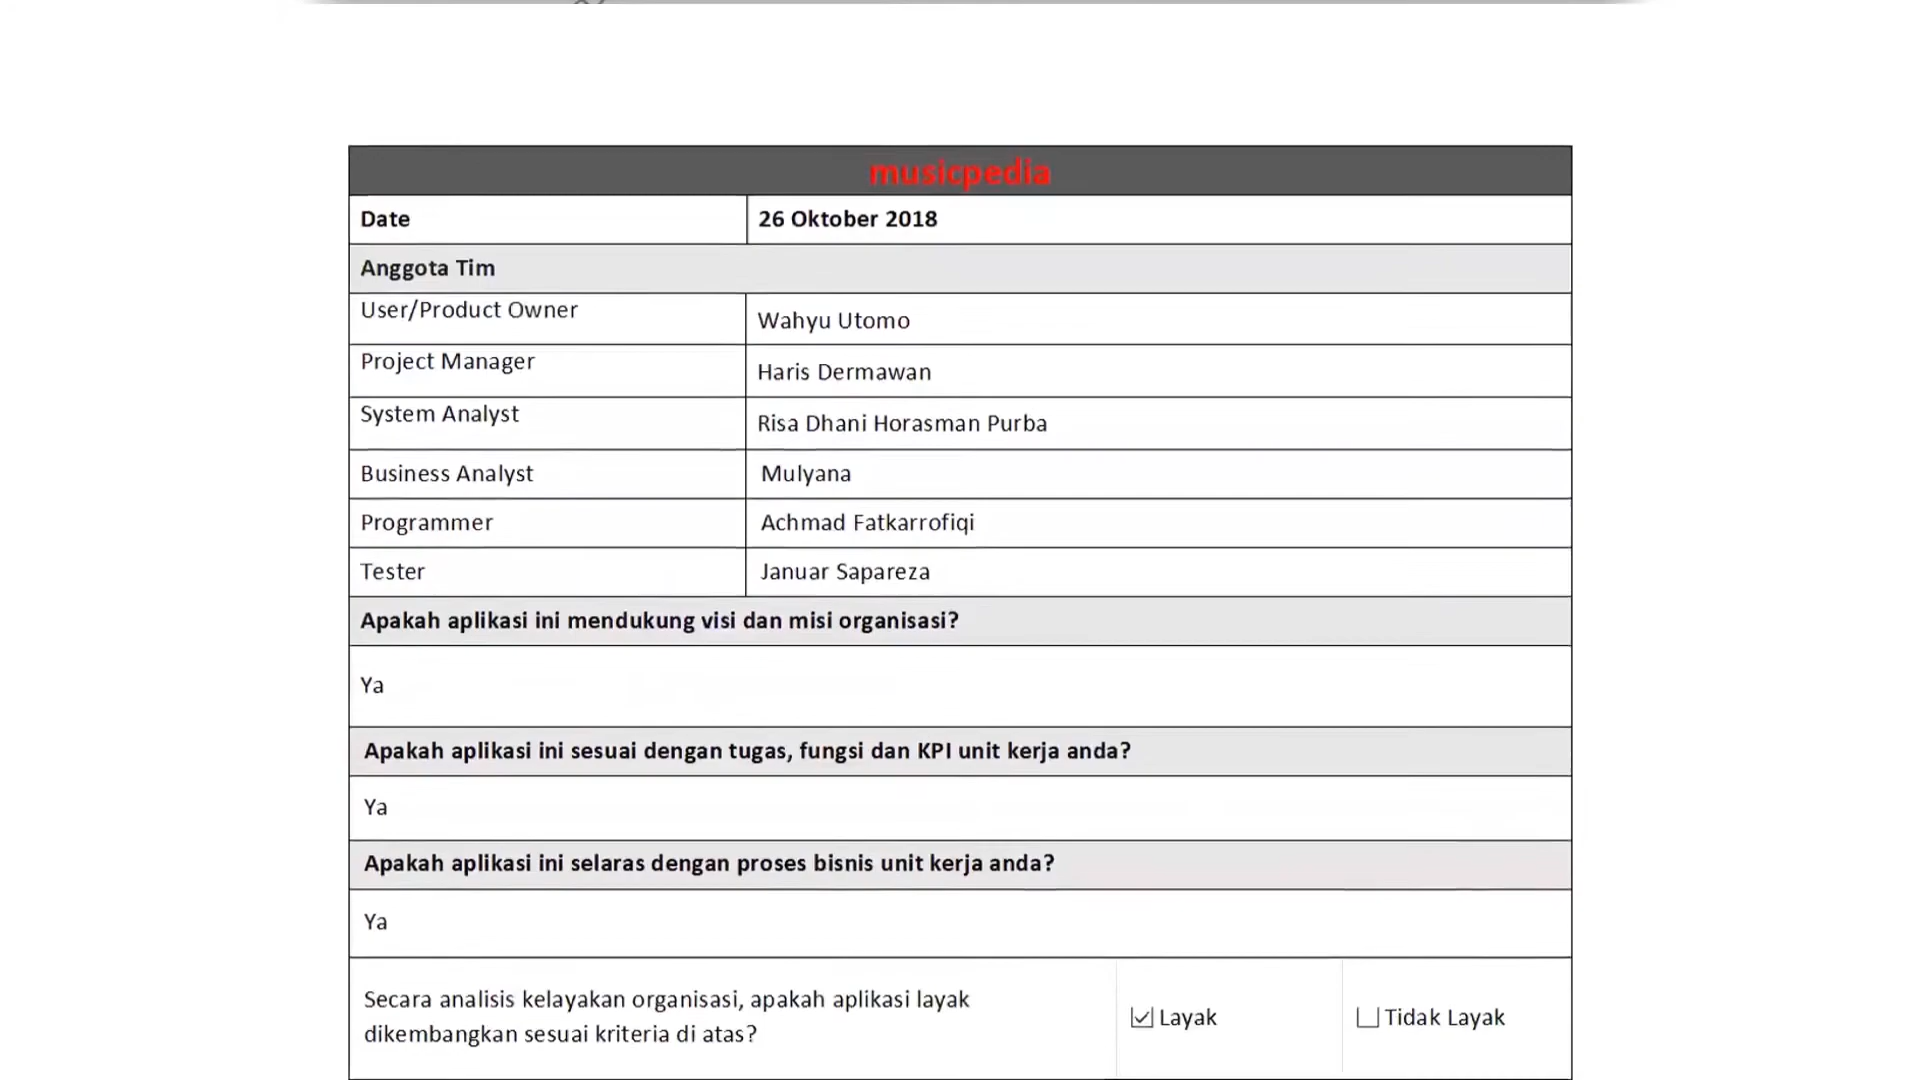 musicpedia
Date 26 Oktober 2018
Anggota Tim
User/Product Owner Wahyu Utomo
Project Manager Haris Dermawan
System Analyst Risa Dhani Horasman Purba
Business Analyst Mulyana
Programmer Achmad Fatkarrofiqi
Tester Januar Sapareza
Apakah aplikasi ini mendukung visi dan misi organisasi?
Ya
Apakah aplikasi ini sesuai dengan tugas, fungsi dan KPI unit kerja anda?
Ya
Apakah aplikasi ini selaras dengan proses bisnis unit kerja anda?
Ya
Secara analisis kelayakan organisasi, apakah aplikasi layak
dikembangkan sesuai kriteria di atas?
Layak
Tidak Layak